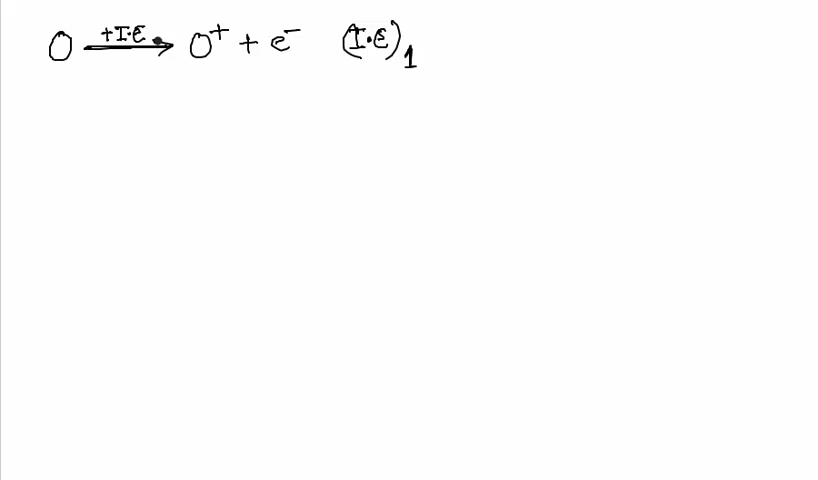 O +I.E. → O⁺ + e⁻ (I.E)₁